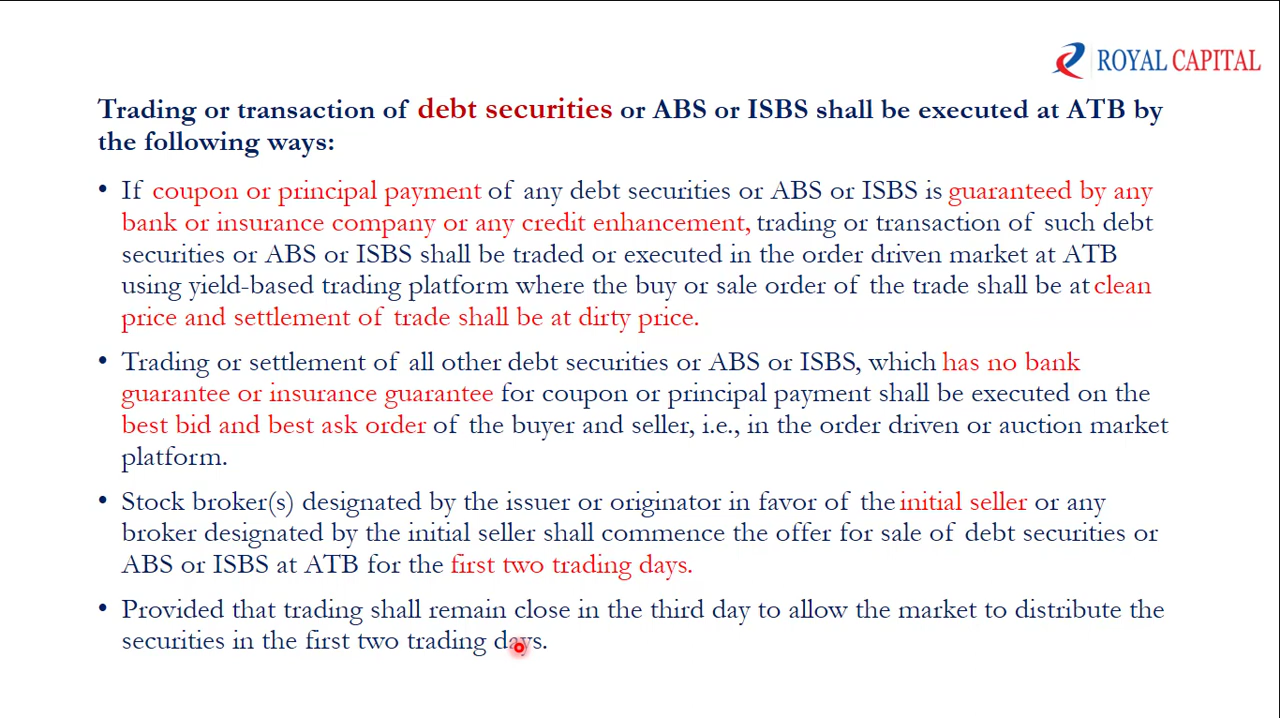 ROYAL CAPITAL
Trading or transaction of debt securities or ABS or ISBS shall be executed at ATB by
the following ways:
• If coupon or principal payment of any debt securities or ABS or ISBS is guaranteed by any
bank or insurance company or any credit enhancement, trading or transaction of such debt
securities or ABS or ISBS shall be traded or executed in the order driven market at ATB
using yield-based trading platform where the buy or sale order of the trade shall be at clean
price and settlement of trade shall be at dirty price.
• Trading or settlement of all other debt securities or ABS or ISBS, which has no bank
guarantee or insurance guarantee for coupon or principal payment shall be executed on the
best bid and best ask order of the buyer and seller, i.e., in the order driven or auction market
platform.
• Stock broker(s) designated by the issuer or originator in favor of the initial seller or any
broker designated by the initial seller shall commence the offer for sale of debt securities or
ABS or ISBS at ATB for the first two trading days.
• Provided that trading shall remain close in the third day to allow the market to distribute the
securities in the first two trading days.